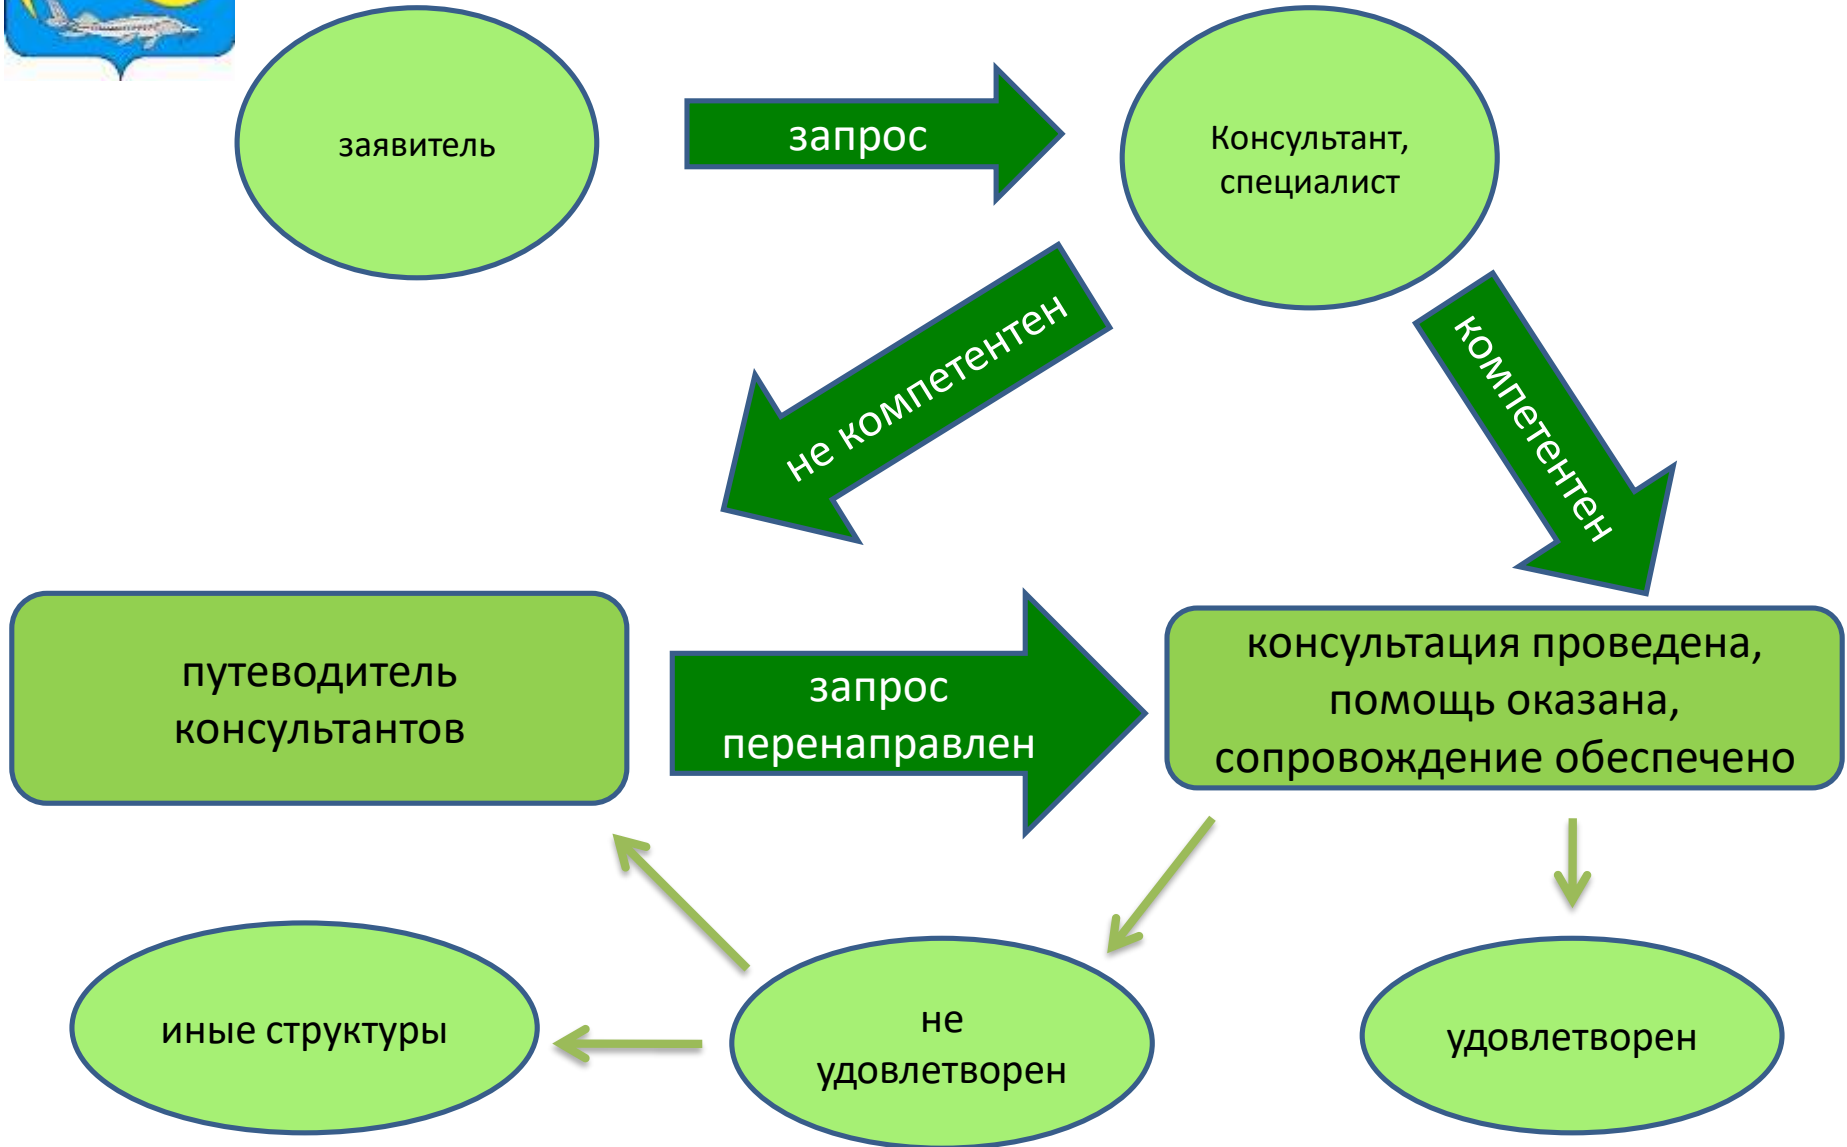 заявитель
запрос
Консультант,
специалист
не компетентен
компетентен
путеводитель
консультантов
запрос
перенаправлен
консультация проведена,
помощь оказана,
сопровождение обеспечено
иные структуры
не
удовлетворен
удовлетворен